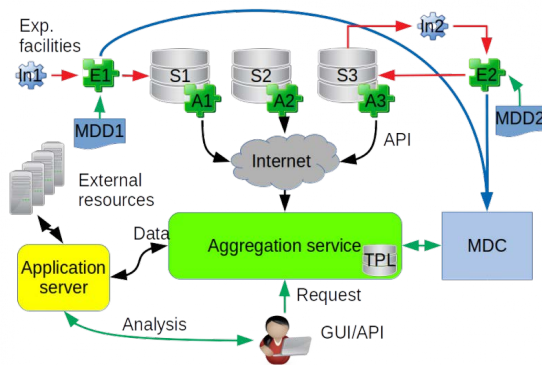 Exp.
facilities
In1
E1
S1
S2
S3
In2
E2
A1
A2
A3
MDD1
MDD2
Internet
API
External
resources
Data
Aggregation service
TPL
MDC
Application
server
Request
Analysis
GUI/API